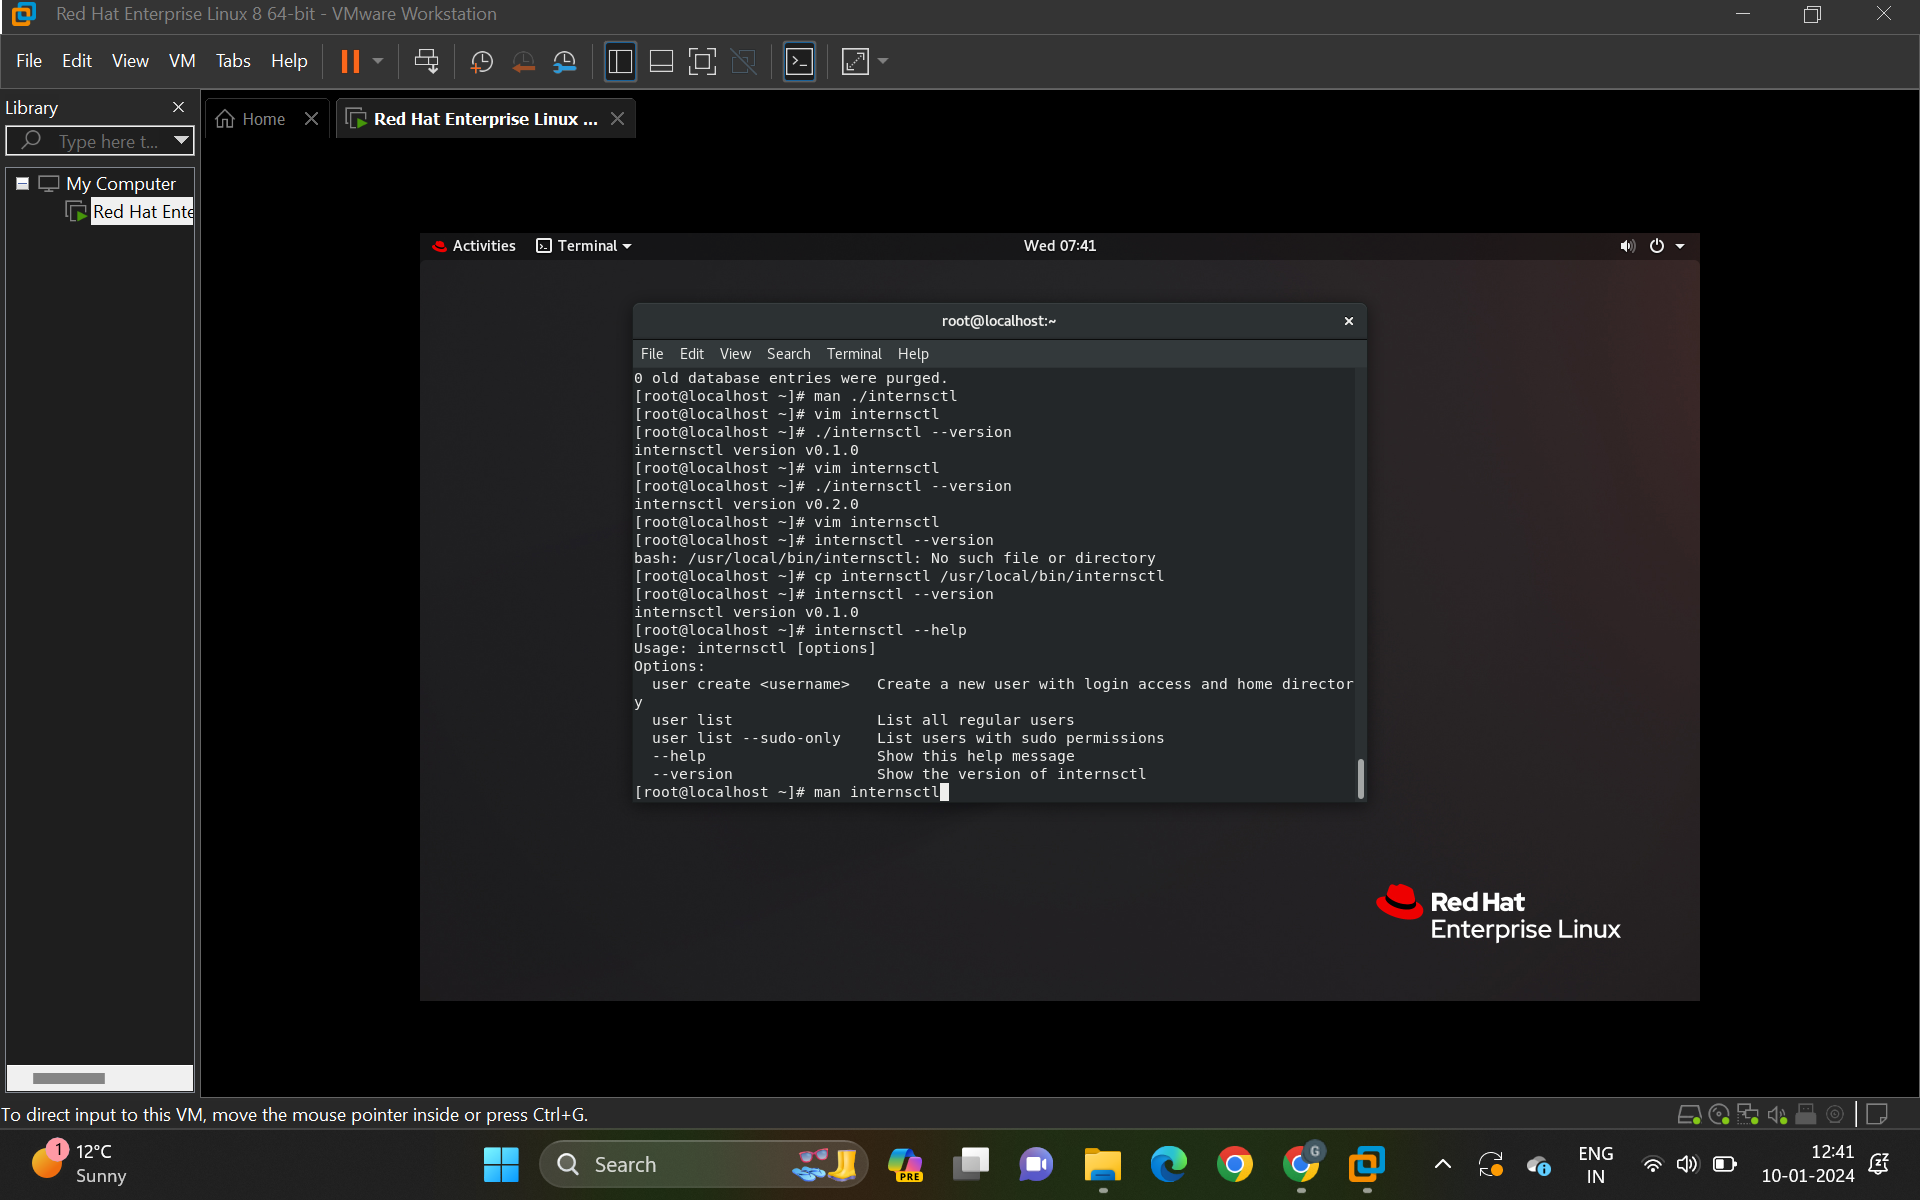 Red Hat Enterprise Linux 8 64-bit - VMware Workstation
File Edit View VM Tabs Help
Library
Type here t...
My Computer
Red Hat Ente
Home
Red Hat Enterprise Linux ...
Activities Terminal Wed 07:41
root@localhost:~
File Edit View Search Terminal Help
0 old database entries were purged.
[root@localhost ~]# man ./internsctl
[root@localhost ~]# vim internsctl
[root@localhost ~]# ./internsctl --version
internsctl version v0.1.0
[root@localhost ~]# vim internsctl
[root@localhost ~]# ./internsctl --version
internsctl version v0.2.0
[root@localhost ~]# vim internsctl
[root@localhost ~]# internsctl --version
bash: /usr/local/bin/internsctl: No such file or directory
[root@localhost ~]# cp internsctl /usr/local/bin/internsctl
[root@localhost ~]# internsctl --version
internsctl version v0.1.0
[root@localhost ~]# internsctl --help
Usage: internsctl [options]
Options:
  user create <username>   Create a new user with login access and home director
y
  user list                List all regular users
  user list --sudo-only    List users with sudo permissions
  --help                   Show this help message
  --version                Show the version of internsctl
[root@localhost ~]# man internsctl
Red Hat
Enterprise Linux
To direct input to this VM, move the mouse pointer inside or press Ctrl+G.
1
12°C
Sunny
Search
PRE
G
ENG
IN
12:41
10-01-2024